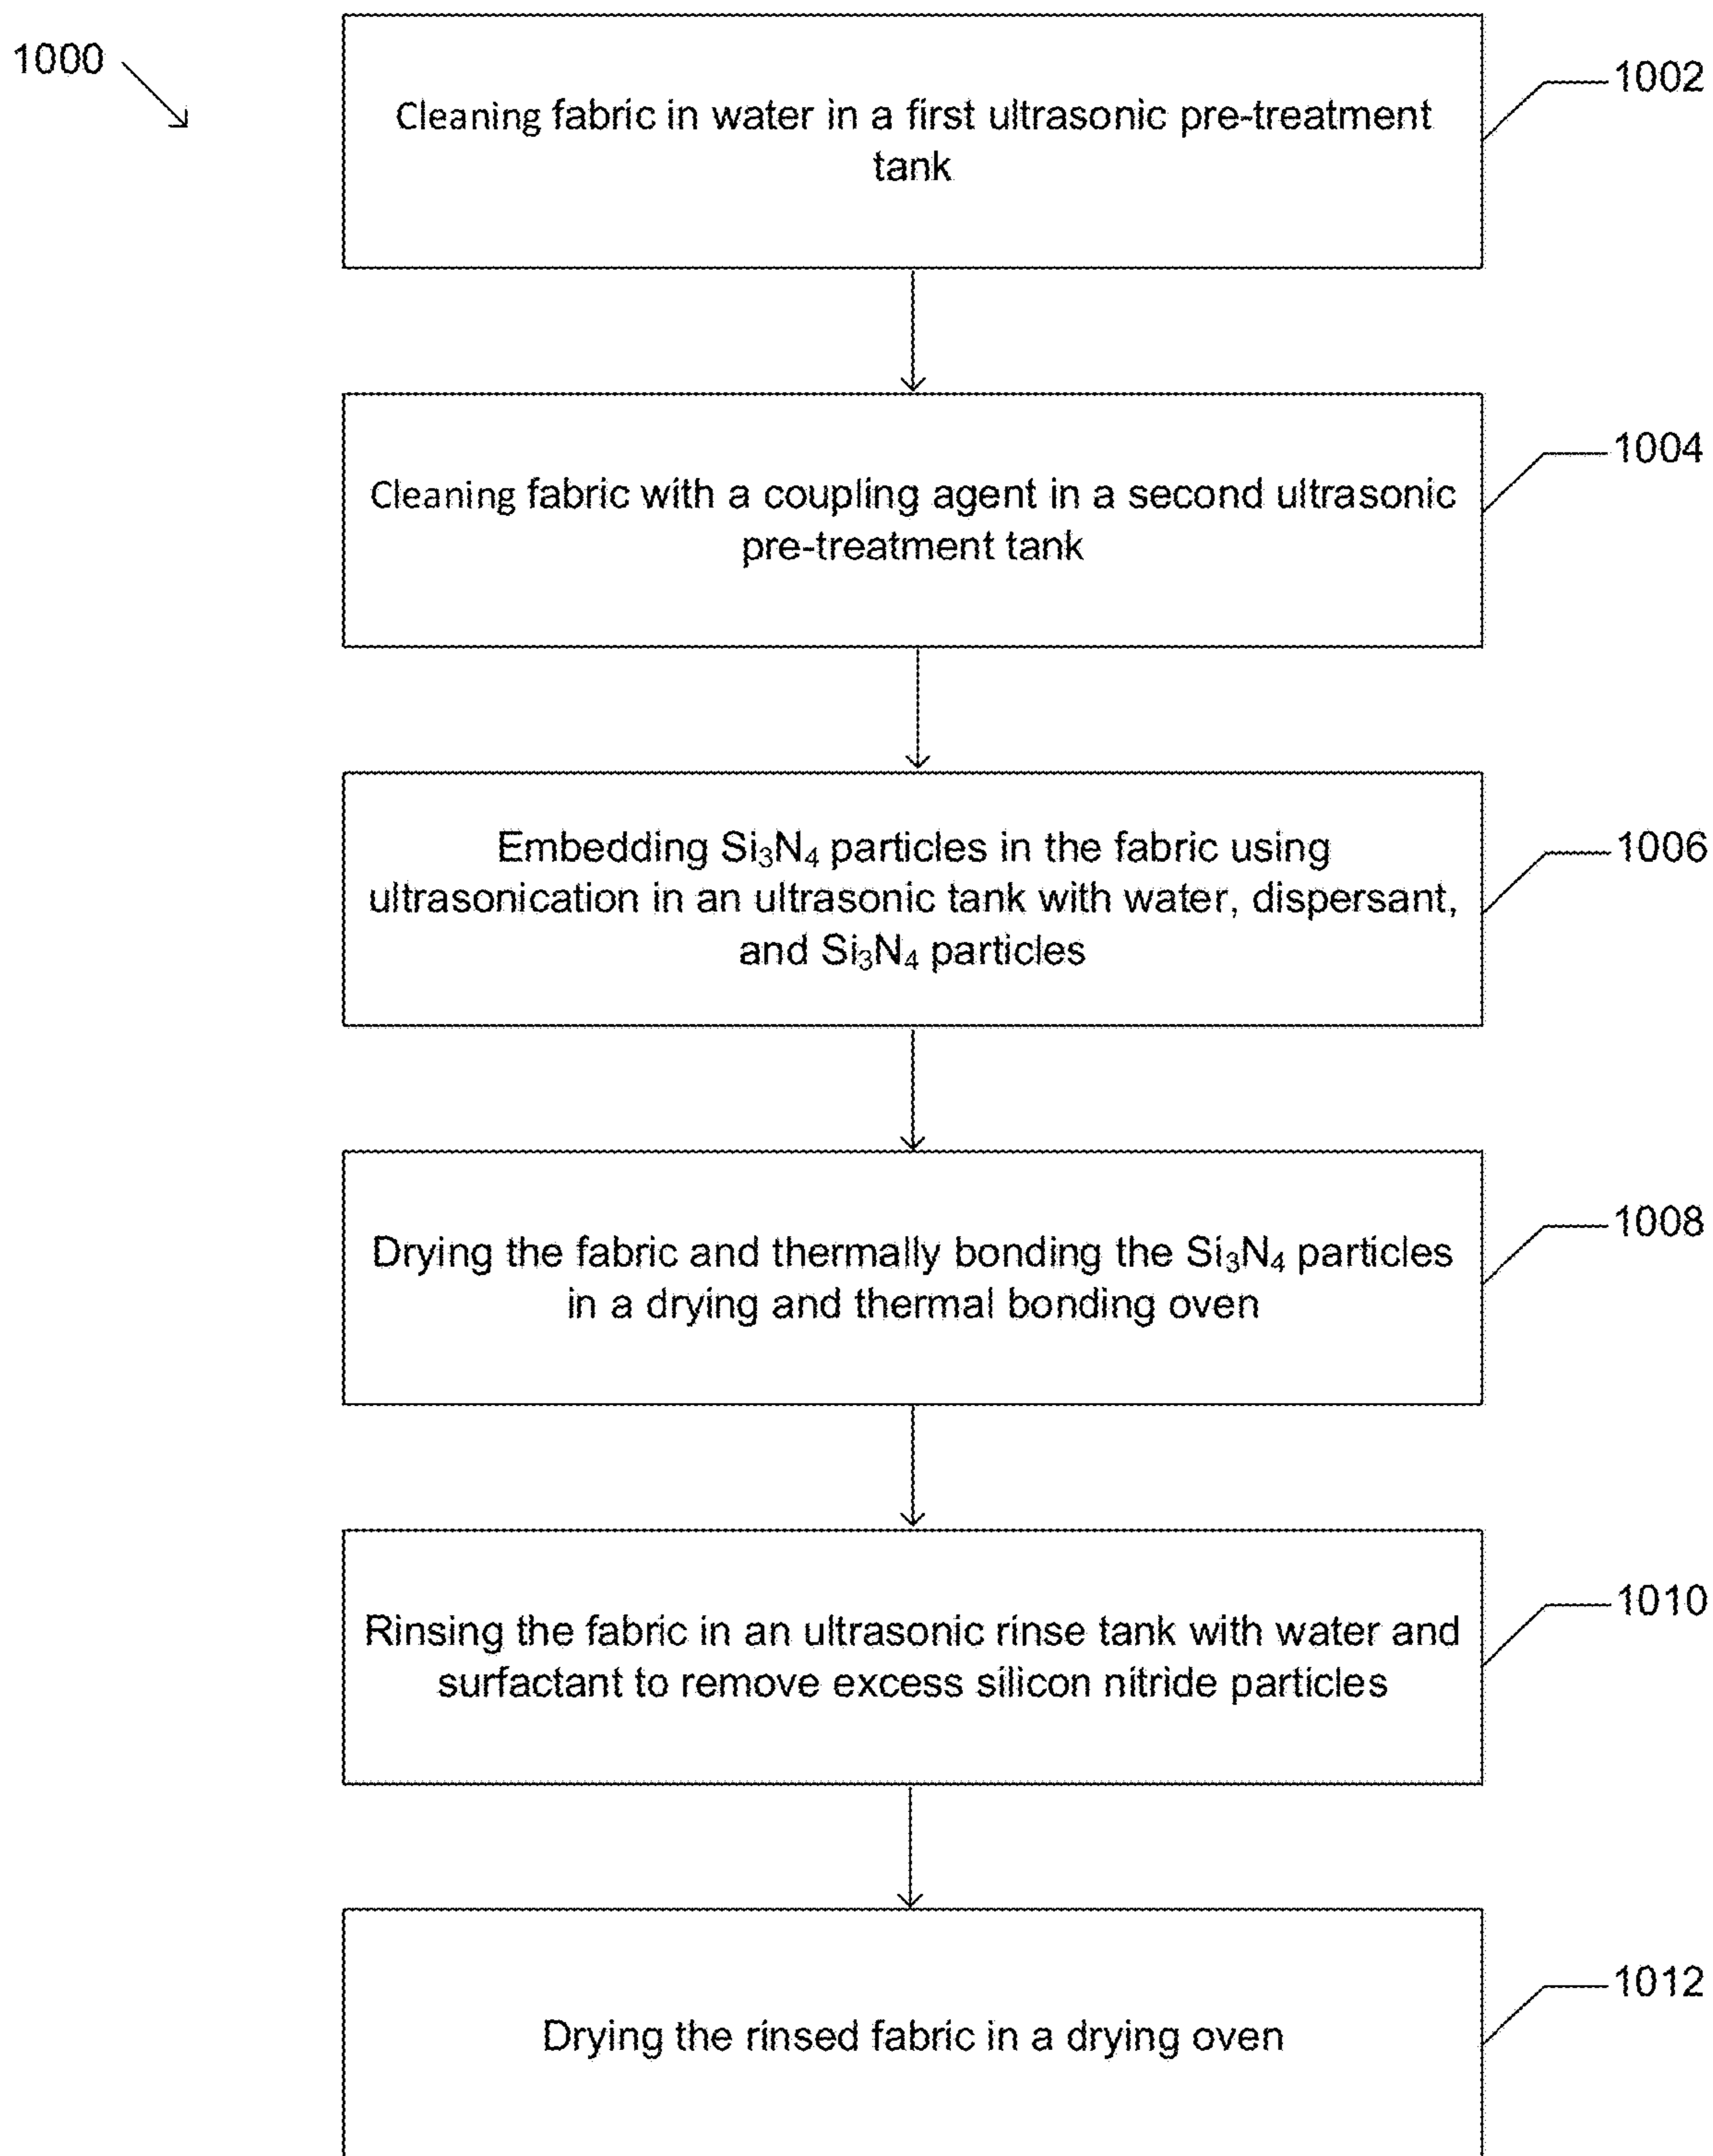 1000
1002
Cleaning fabric in water in a first ultrasonic pre-treatment
tank
1004
Cleaning fabric with a coupling agent in a second ultrasonic
pre-treatment tank
1006
Embedding Si₃N₄ particles in the fabric using
ultrasonication in an ultrasonic tank with water, dispersant,
and Si₃N₄ particles
1008
Drying the fabric and thermally bonding the Si₃N₄ particles
in a drying and thermal bonding oven
1010
Rinsing the fabric in an ultrasonic rinse tank with water and
surfactant to remove excess silicon nitride particles
1012
Drying the rinsed fabric in a drying oven